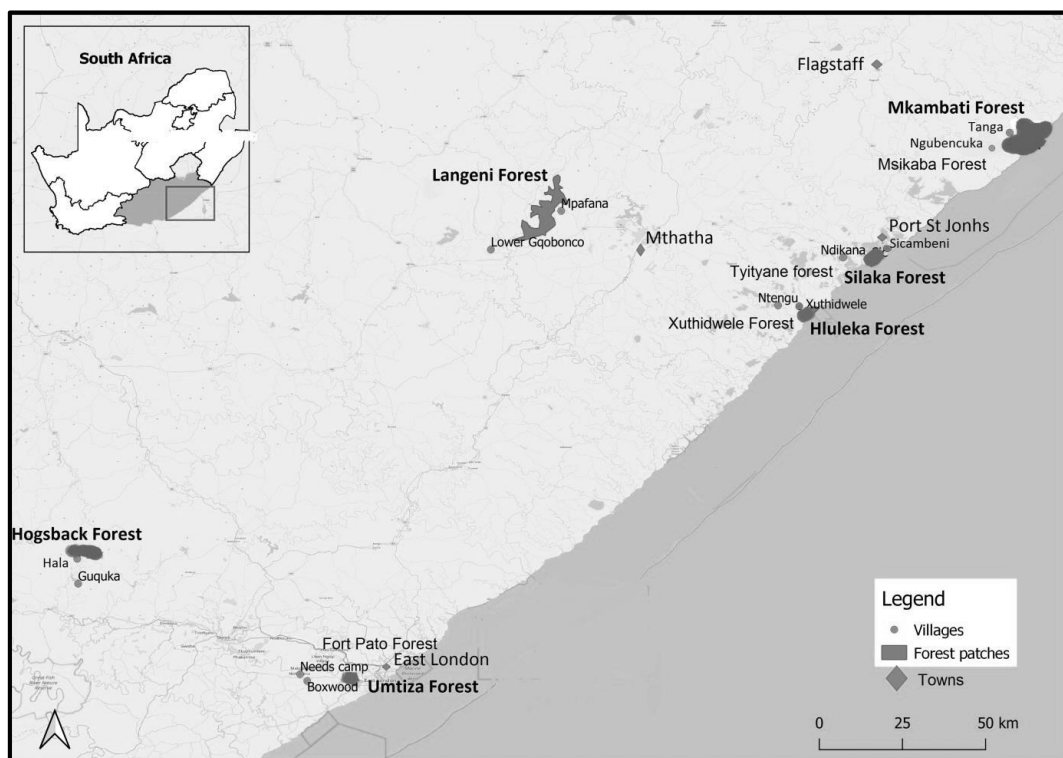 South Africa
Flagstaff
Mkambati Forest
Tanga
Ngubencuka
Msikaba Forest
Langeni Forest
Mpafana
Lower Gqobonco
Mthatha
Port St Jonhs
Sicambeni
Ndikana
Silaka Forest
Tyityane forest
Ntengu
Xuthidwele
Xuthidwele Forest
Hluleka Forest
Hogsback Forest
Hala
Guquka
Fort Pato Forest
East London
Needs camp
Boxwood
Umtiza Forest
Legend
Villages
Forest patches
Towns
0 25 50 km